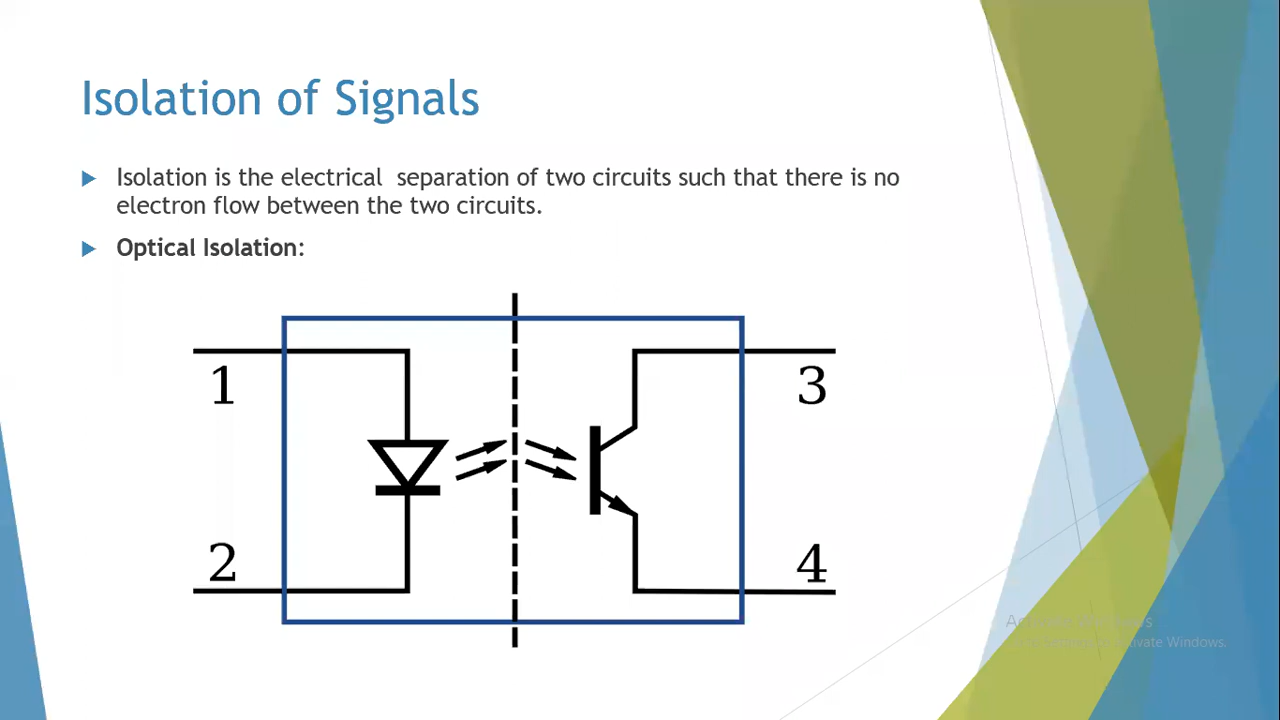 Isolation of Signals
Isolation is the electrical separation of two circuits such that there is no
electron flow between the two circuits.
Optical Isolation:
1
3
2
4
Windows.